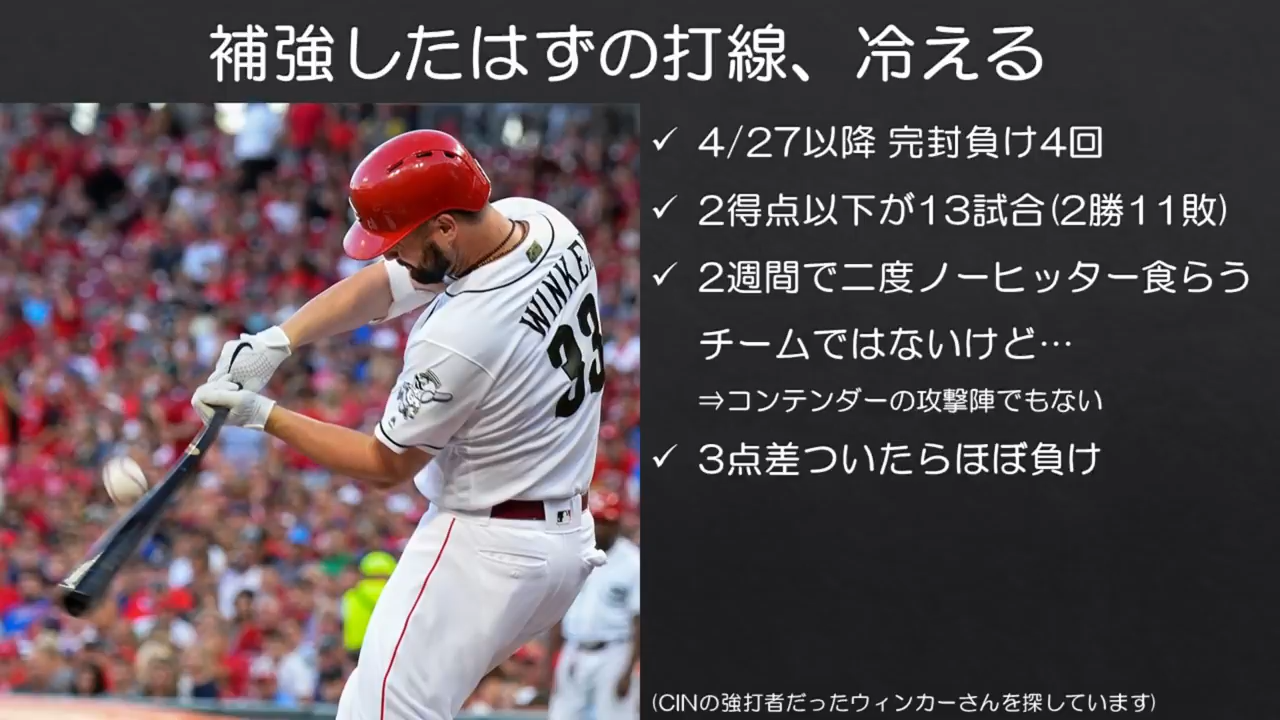 補強したはずの打線、冷える
✓ 4/27以降 完封負け4回
✓ 2得点以下が13試合(2勝11敗)
✓ 2週間で二度ノーヒッター食らう
チームではないけど…
⇒コンテンダーの攻撃陣でもない
✓ 3点差ついたらほぼ負け
WINKE
33
(CINの強打者だったウィンカーさんを探しています)